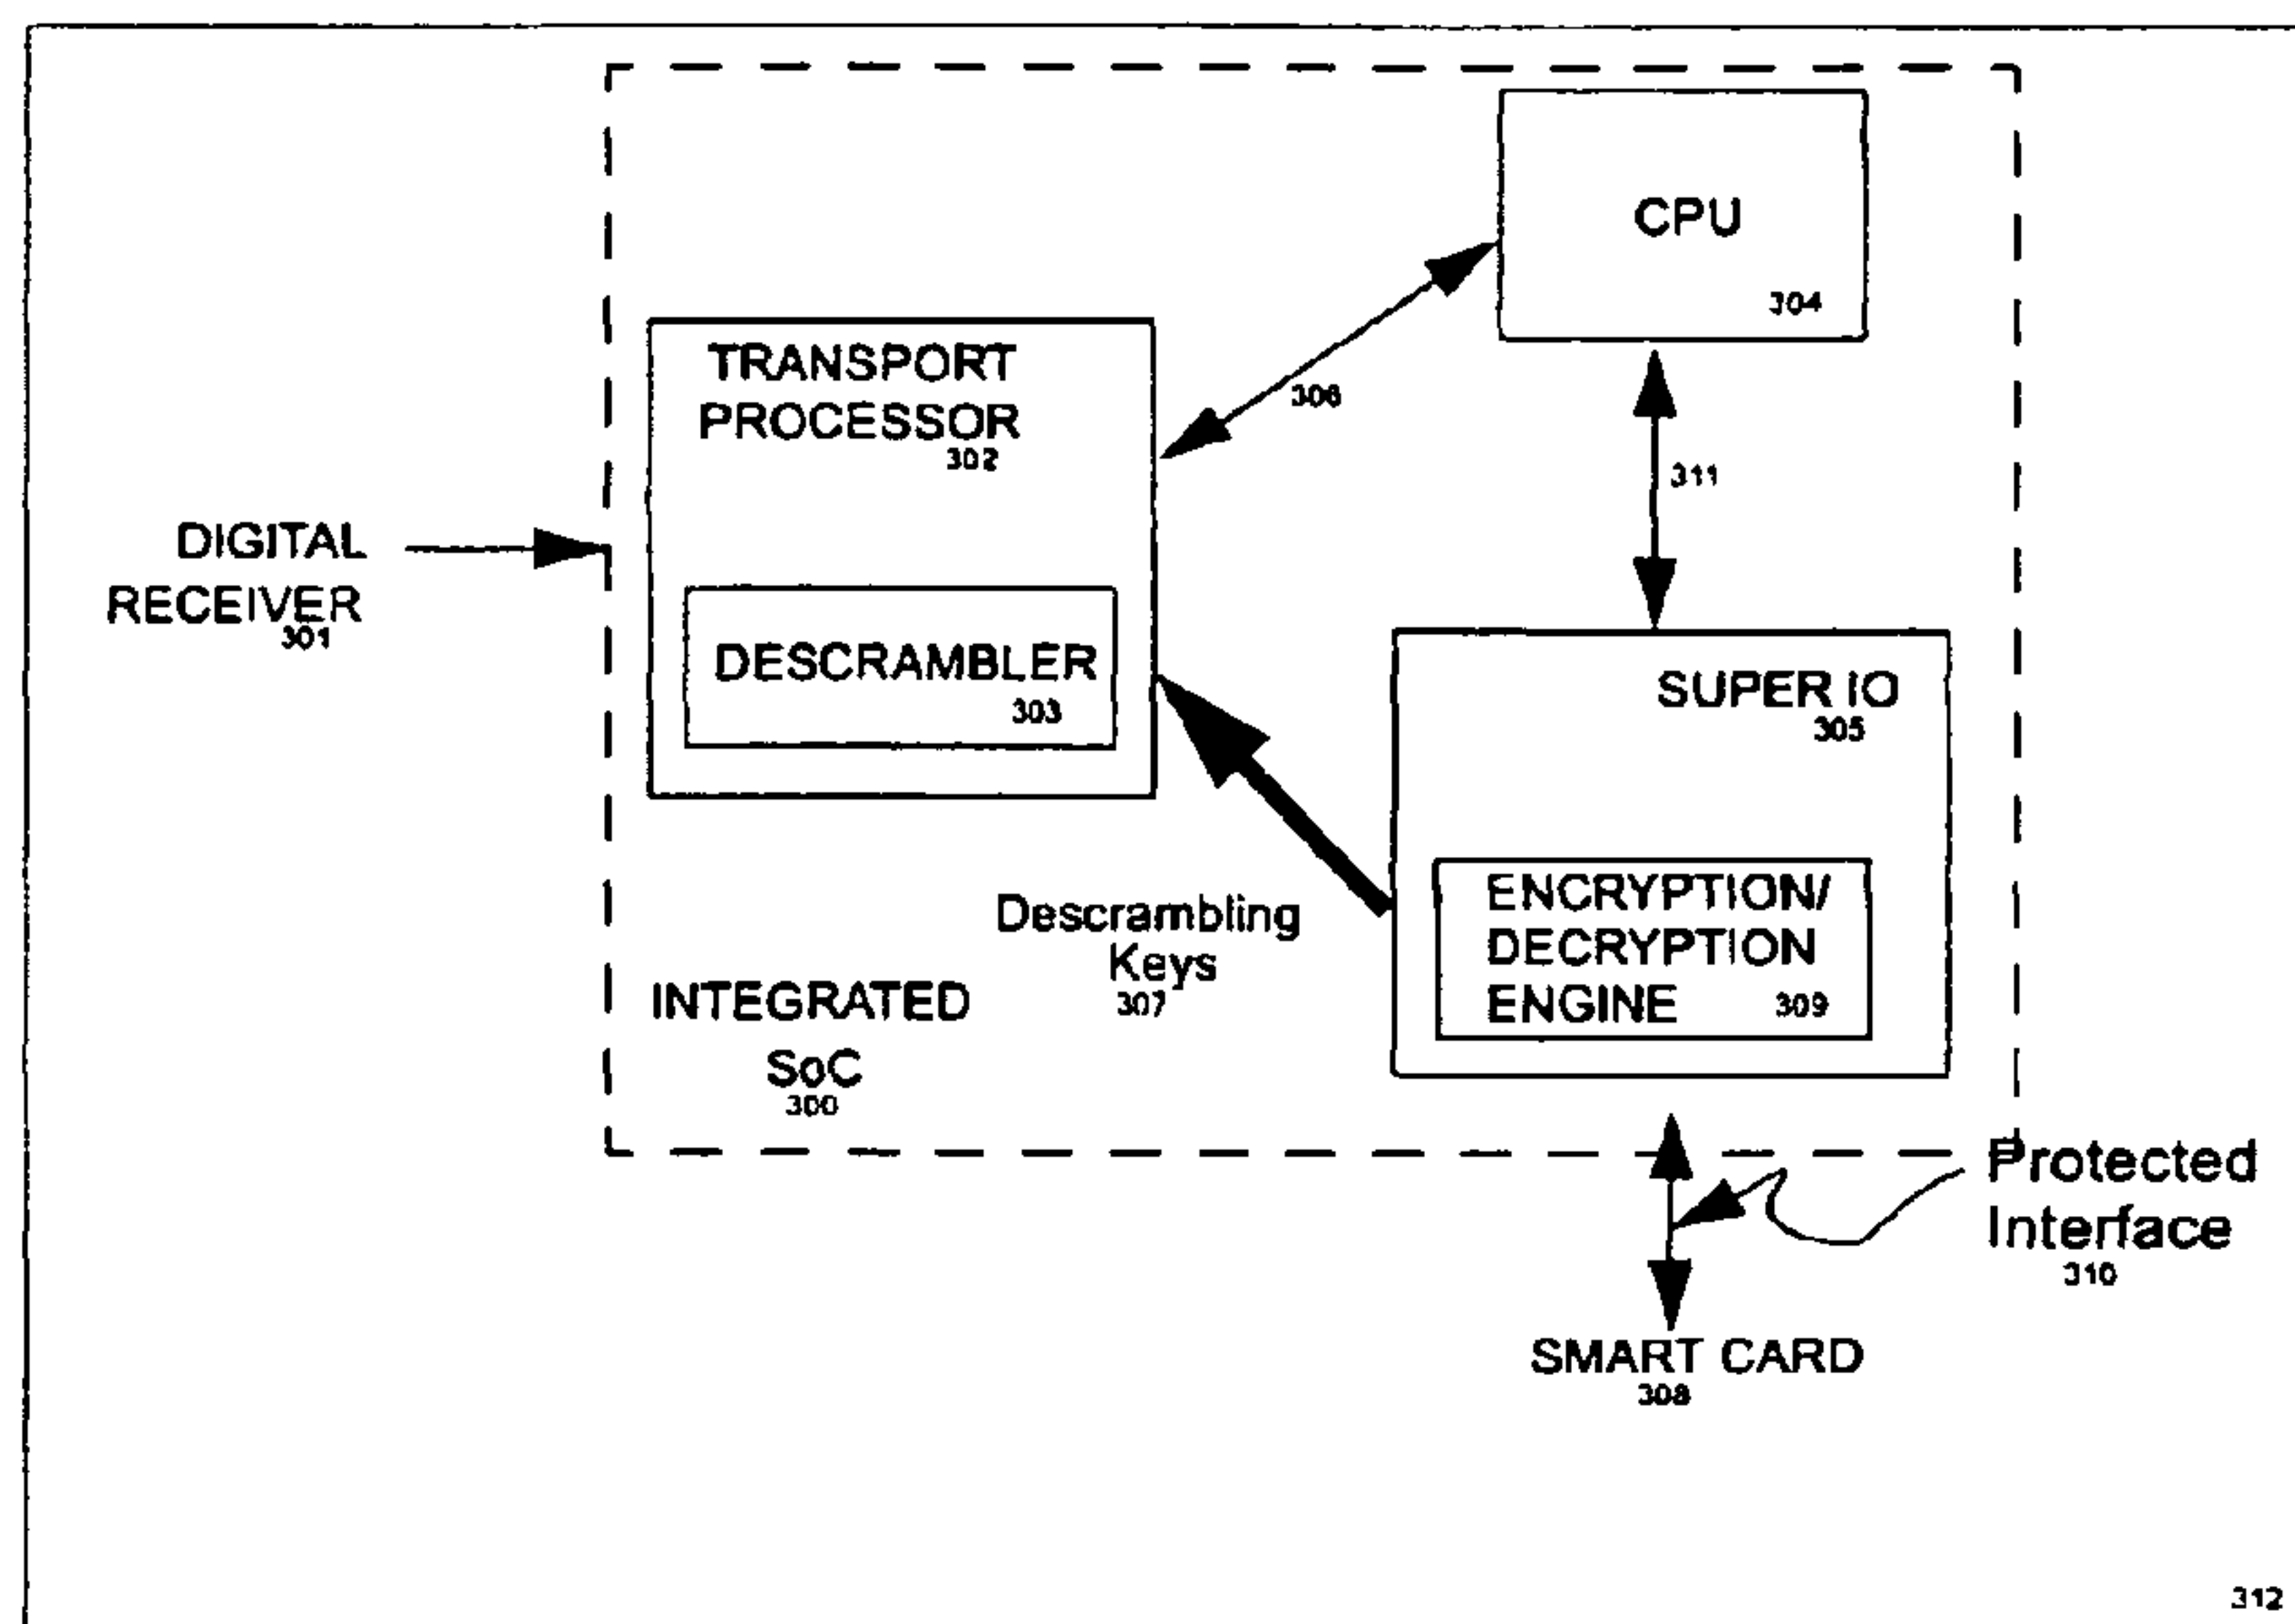 CPU
304
TRANSPORT
PROCESSOR
302
306
311
DIGITAL
RECEIVER
301
DESCRAMBLER
303
SUPER IO
305
ENCRYPTION/
DECRYPTION
ENGINE 309
Descrambling
Keys
307
INTEGRATED
SoC
300
Protected
Interface
310
SMART CARD
308
312